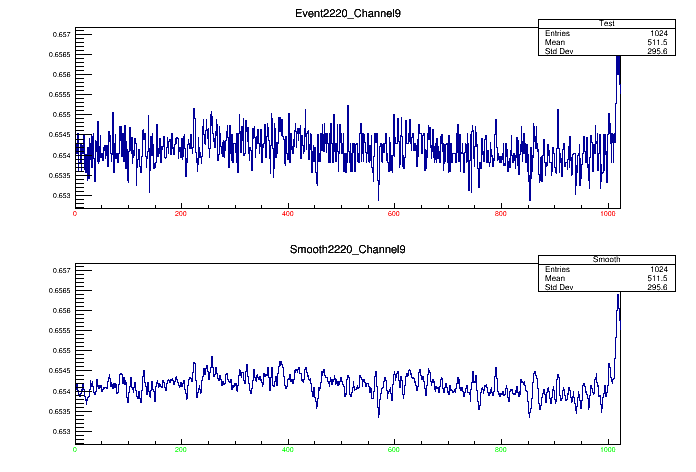 Event2220_Channel9
Test
Entries 1024
Mean 511.5
Std Dev 295.6
0.657
0.6565
0.656
0.6555
0.655
0.6545
0.654
0.6535
0.653
0 200 400 600 800 1000
Smooth2220_Channel9
Smooth
Entries 1024
Mean 511.5
Std Dev 295.6
0.657
0.6565
0.656
0.6555
0.655
0.6545
0.654
0.6535
0.653
0 200 400 600 800 1000